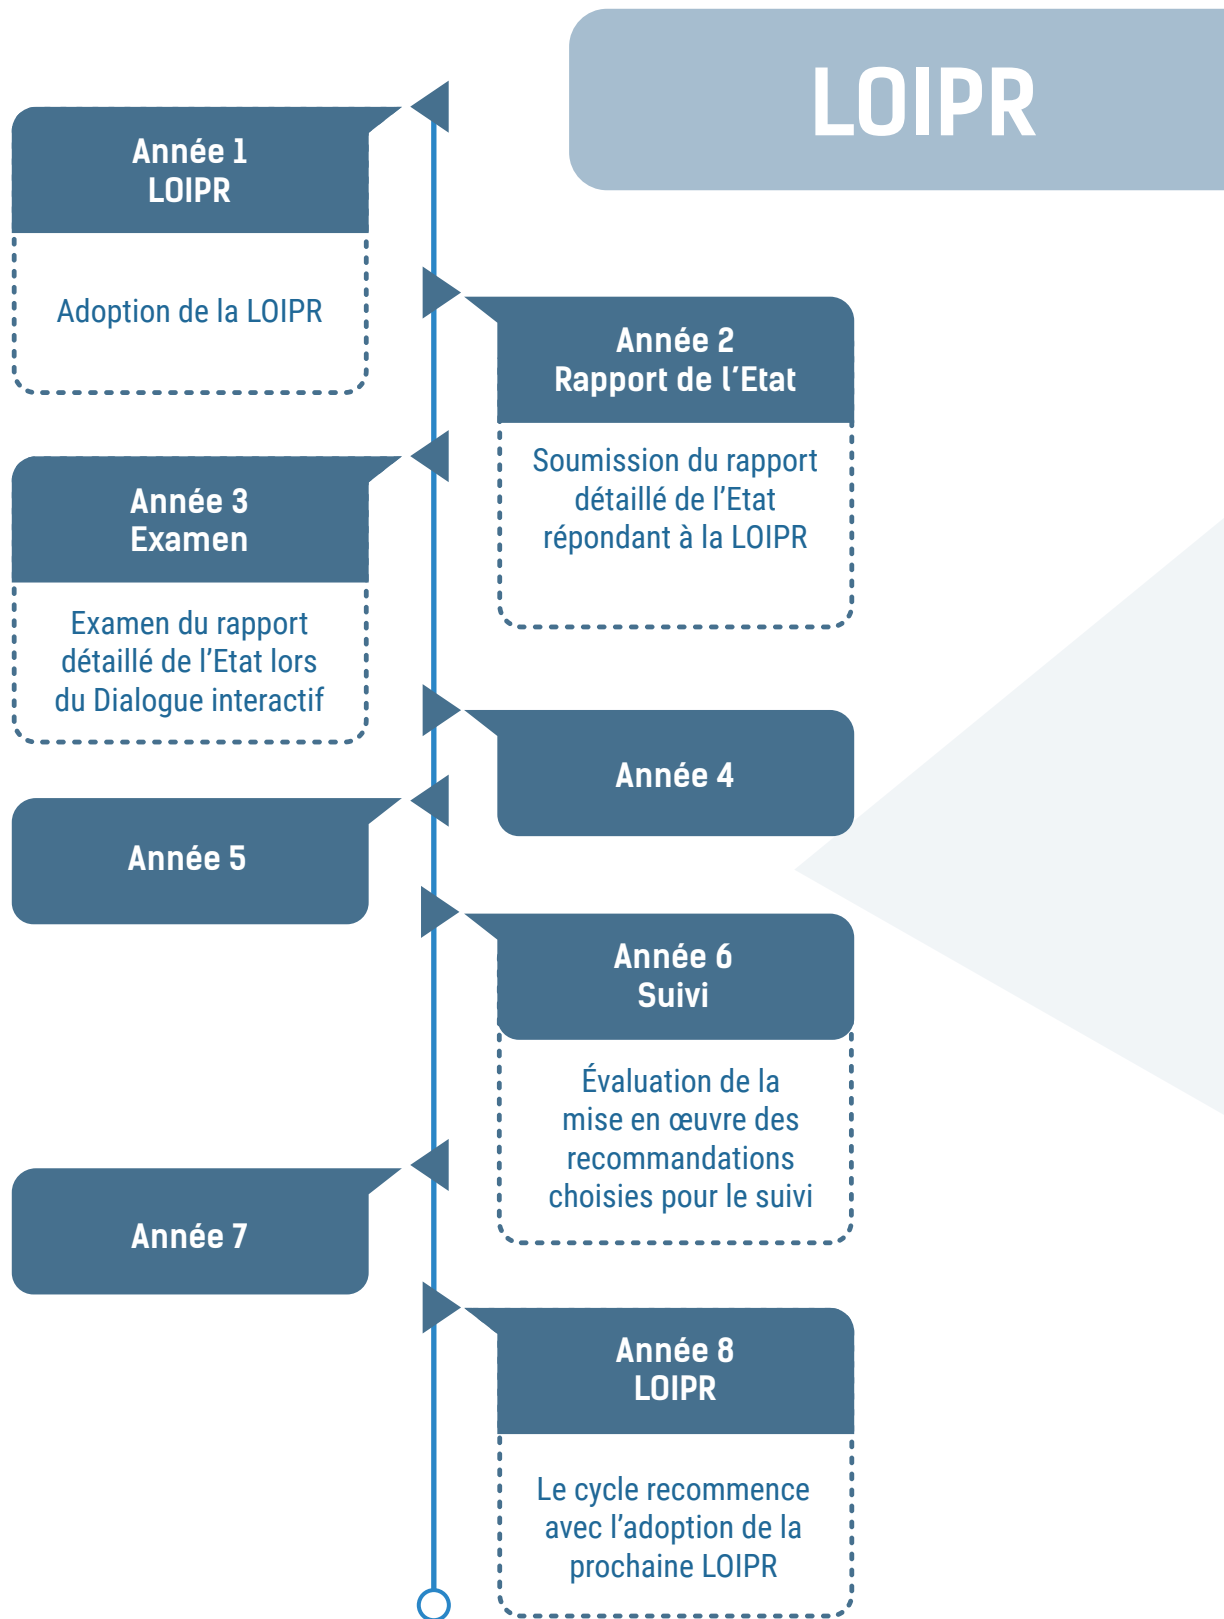 LOIPR
Année 1
LOIPR
Adoption de la LOIPR
Année 2
Rapport de l’Etat
Soumission du rapport
détaillé de l’Etat
répondant à la LOIPR
Année 3
Examen
Examen du rapport
détaillé de l’Etat lors
du Dialogue interactif
Année 4
Année 5
Année 6
Suivi
Évaluation de la
mise en œuvre des
recommandations
choisies pour le suivi
Année 7
Année 8
LOIPR
Le cycle recommence
avec l’adoption de la
prochaine LOIPR